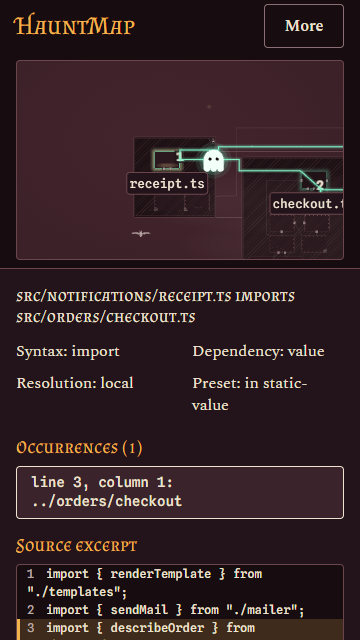 HauntMap
More
1
receipt.ts
2
checkout.t
src/notifications/receipt.ts imports
src/orders/checkout.ts
Syntax: import
Dependency: value
Resolution: local
Preset: in static-
value
Occurrences (1)
line 3, column 1:
../orders/checkout
Source excerpt
1 import { renderTemplate } from
"./templates";
2 import { sendMail } from "./mailer";
3 import { describeOrder } from